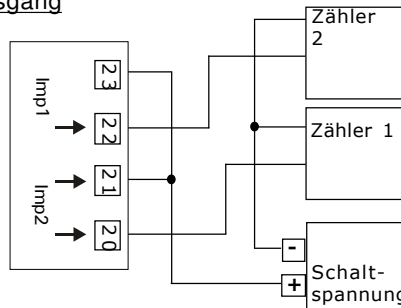 sgang
Zähler
2
23
Imp1
22
Zähler 1
21
Imp2
20
-
+
Schalt-
spannung